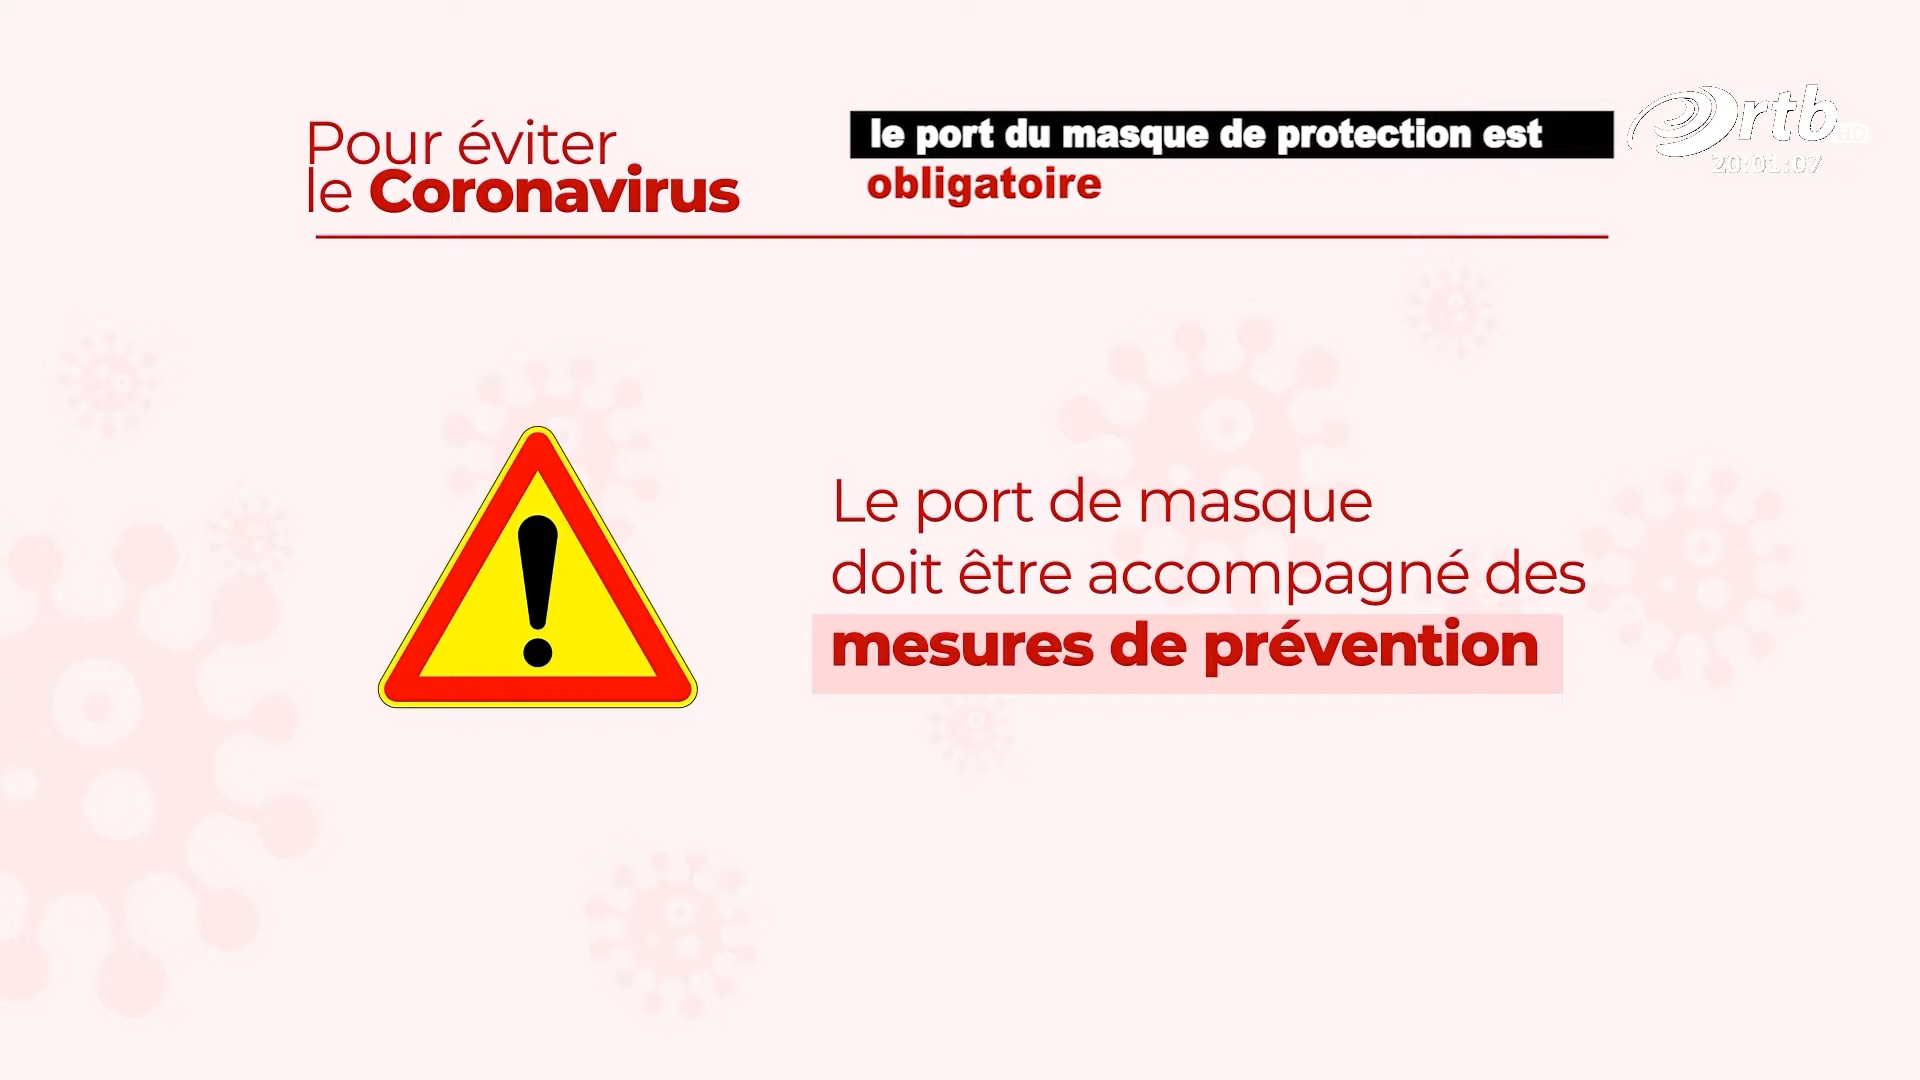 Pour éviter
le Coronavirus
le port du masque de protection est
obligatoire
rtb HD
20:01:07
Le port de masque
doit être accompagné des
mesures de prévention